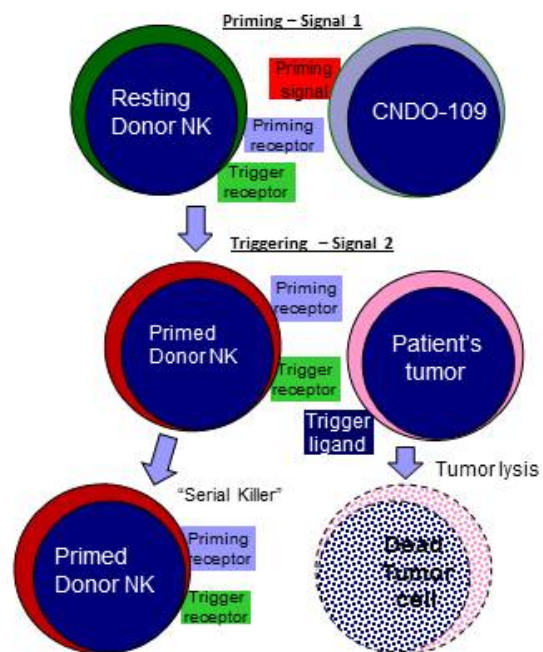 Priming – Signal 1
Resting
Donor NK
Priming
signal
CNDO-109
Priming
receptor
Trigger
receptor
Triggering – Signal 2
Primed
Donor NK
Priming
receptor
Trigger
receptor
Patient's
tumor
Trigger
ligand
Tumor lysis
"Serial Killer"
Primed
Donor NK
Priming
receptor
Trigger
receptor
Dead
Tumor
cell